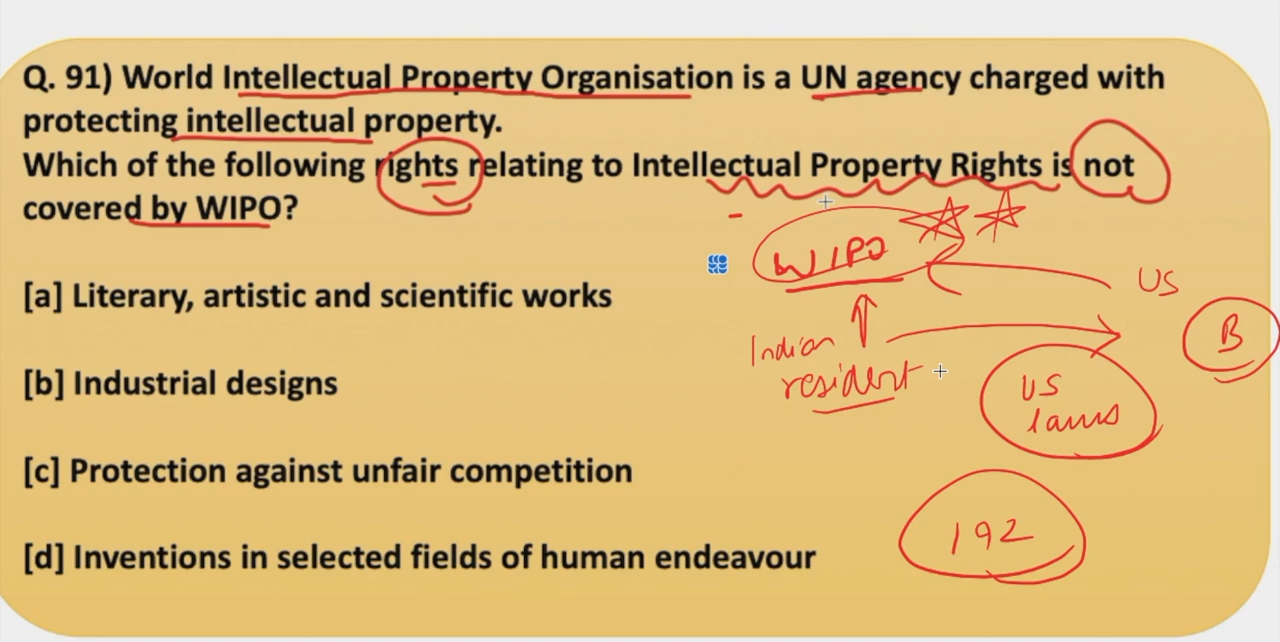 Q. 91) World Intellectual Property Organisation is a UN agency charged with
protecting intellectual property.
Which of the following rights relating to Intellectual Property Rights is not
covered by WIPO?
WIPO
US
[a] Literary, artistic and scientific works
B
Indian
resident
US
laws
[b] Industrial designs
[c] Protection against unfair competition
192
[d] Inventions in selected fields of human endeavour